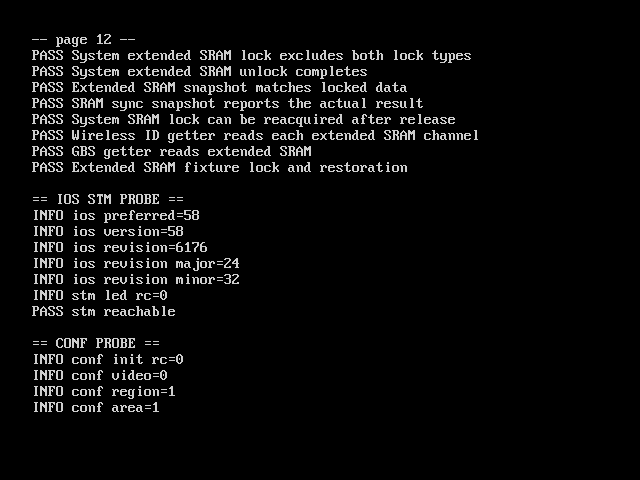 -- page 12 --
PASS System extended SRAM lock excludes both lock types
PASS System extended SRAM unlock completes
PASS Extended SRAM snapshot matches locked data
PASS SRAM sync snapshot reports the actual result
PASS System SRAM lock can be reacquired after release
PASS Wireless ID getter reads each extended SRAM channel
PASS GBS getter reads extended SRAM
PASS Extended SRAM fixture lock and restoration
== IOS STM PROBE ==
INFO ios preferred=58
INFO ios version=58
INFO ios revision=6176
INFO ios revision major=24
INFO ios revision minor=32
INFO stm led rc=0
PASS stm reachable
== CONF PROBE ==
INFO conf init rc=0
INFO conf video=0
INFO conf region=1
INFO conf area=1